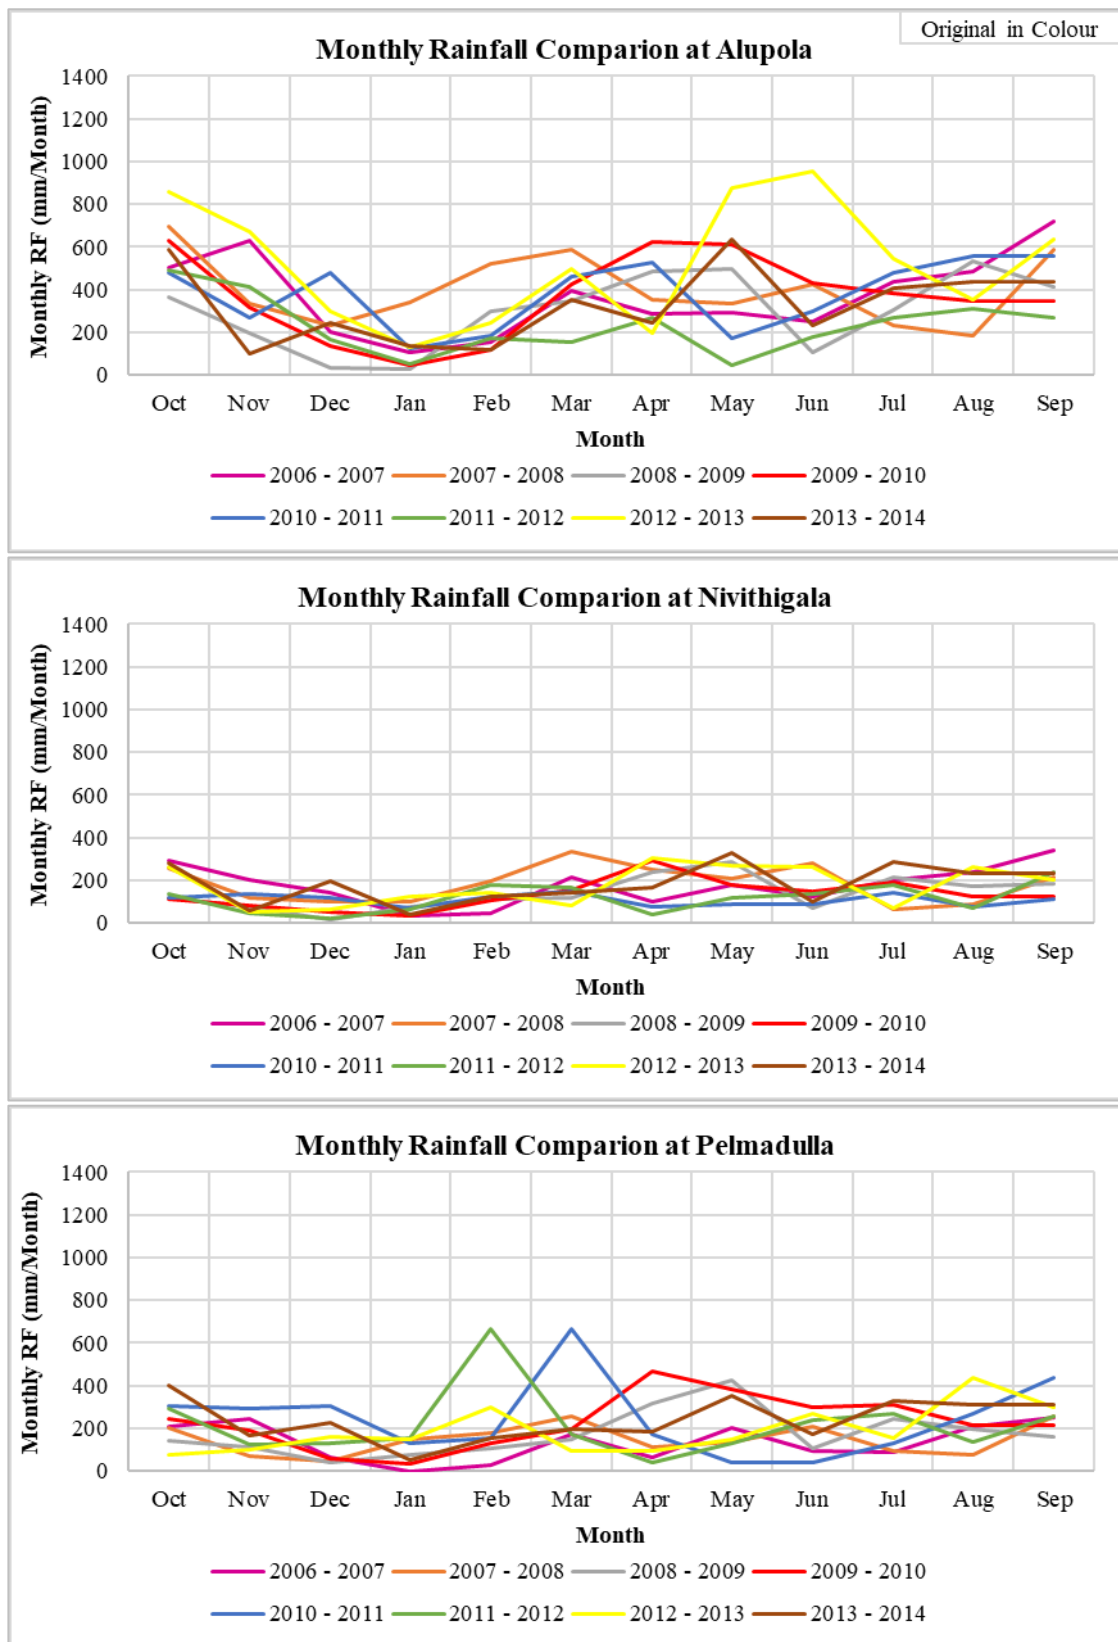 Original in Colour
Monthly Rainfall Comparion at Alupola
Monthly RF (mm/Month)
1400
1200
1000
800
600
400
200
0
Oct Nov Dec Jan Feb Mar Apr May Jun Jul Aug Sep
Month
2006 - 2007 2007 - 2008 2008 - 2009 2009 - 2010
2010 - 2011 2011 - 2012 2012 - 2013 2013 - 2014
Monthly Rainfall Comparion at Nivithigala
Monthly RF (mm/Month)
1400
1200
1000
800
600
400
200
0
Oct Nov Dec Jan Feb Mar Apr May Jun Jul Aug Sep
Month
2006 - 2007 2007 - 2008 2008 - 2009 2009 - 2010
2010 - 2011 2011 - 2012 2012 - 2013 2013 - 2014
Monthly Rainfall Comparion at Pelmadulla
Monthly RF (mm/Month)
1400
1200
1000
800
600
400
200
0
Oct Nov Dec Jan Feb Mar Apr May Jun Jul Aug Sep
Month
2006 - 2007 2007 - 2008 2008 - 2009 2009 - 2010
2010 - 2011 2011 - 2012 2012 - 2013 2013 - 2014